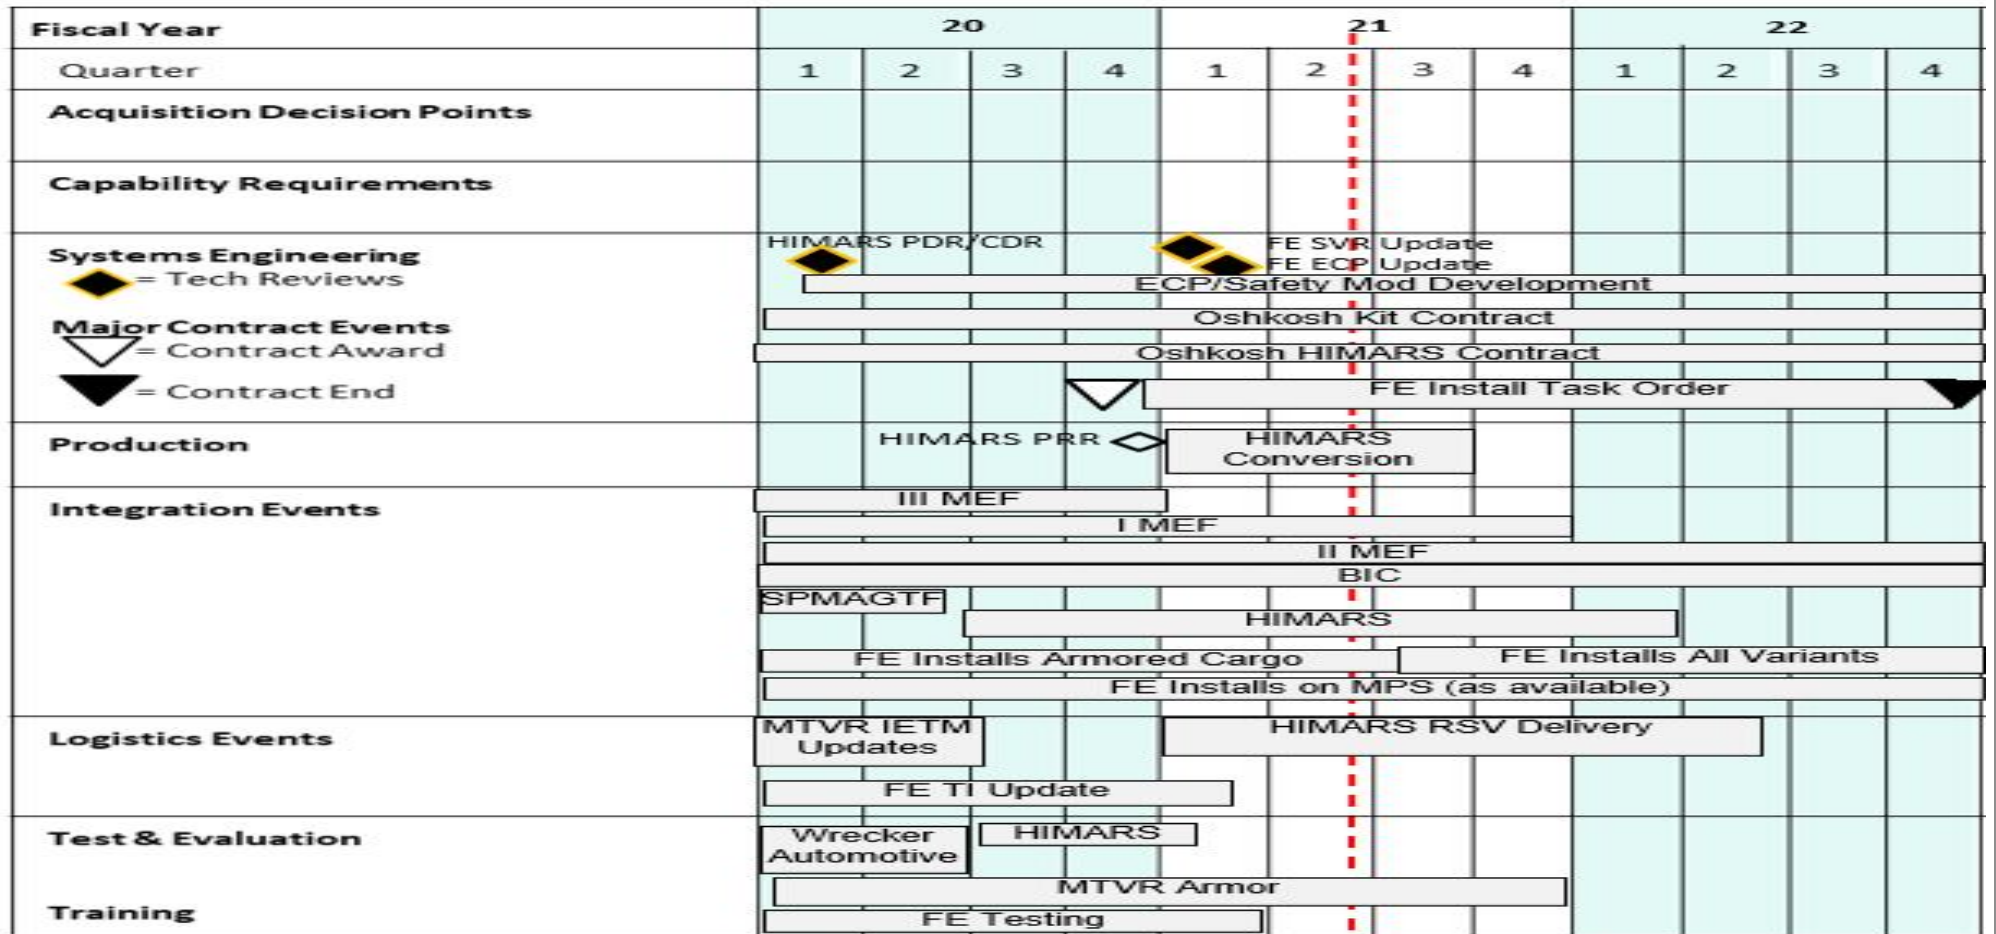 Fiscal Year 20 21 22
Quarter 1 2 3 4 1 2 3 4 1 2 3 4
Acquisition Decision Points
Capability Requirements
Systems Engineering
= Tech Reviews
HIMARS PDR/CDR
FE SVR Update
FE ECP Update
ECP/Safety Mod Development
Major Contract Events
= Contract Award
= Contract End
Oshkosh Kit Contract
Oshkosh HIMARS Contract
FE Install Task Order
Production
HIMARS PRR
HIMARS
Conversion
Integration Events
III MEF
I MEF
II MEF
BIC
SPMAGTF
HIMARS
FE Installs Armored Cargo
FE Installs All Variants
FE Installs on MPS (as available)
Logistics Events
MTVR IETM
Updates
HIMARS RSV Delivery
FE TI Update
Test & Evaluation
Wrecker
Automotive
HIMARS
MTVR Armor
Training
FE Testing